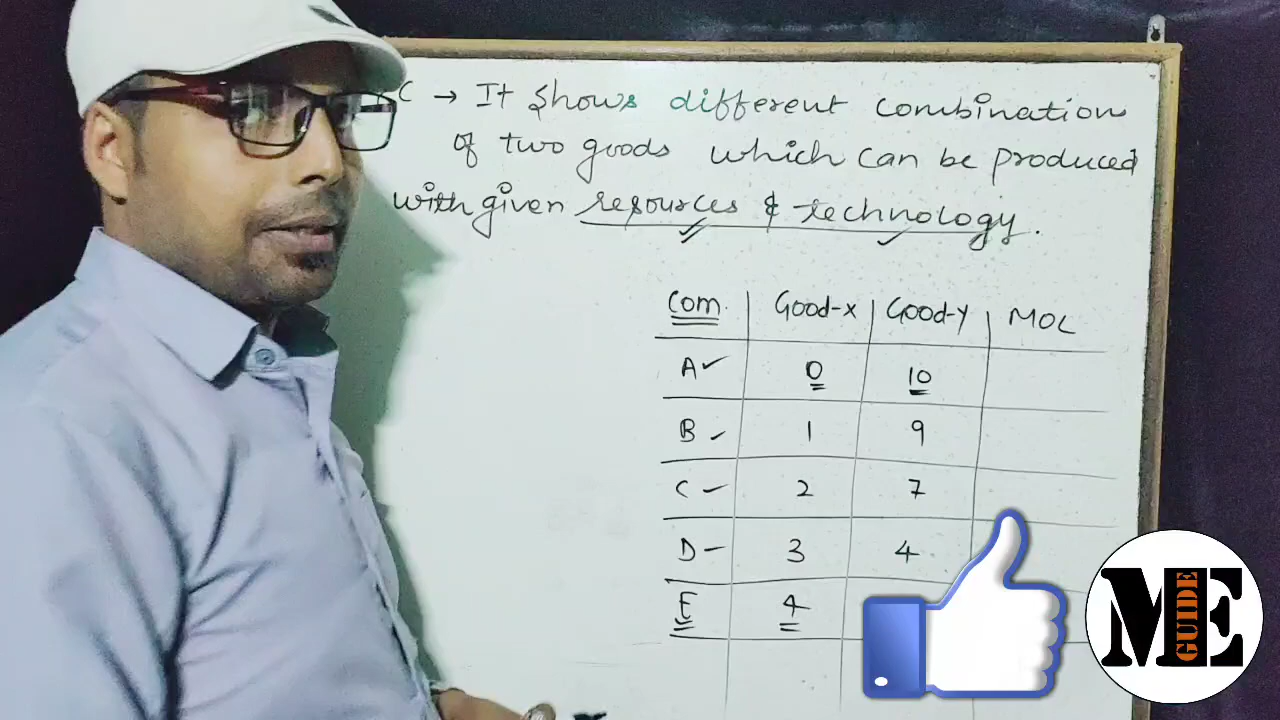 C → It shows different combination
of two goods which can be produced
with given resources & technology.
Com. Good-x Good-y MOC
A✓ 0 10
B ✓ 1 9
C – 2 7
D – 3 4
E 4
ME
GUIDE